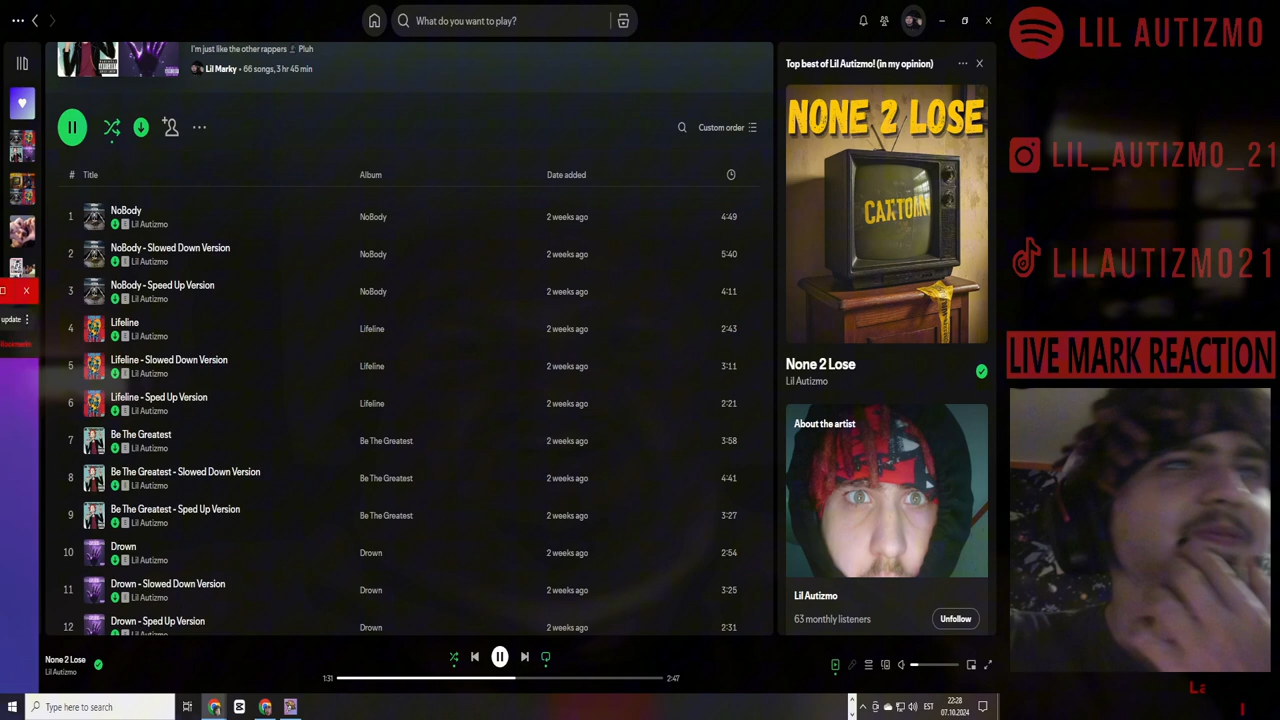 What do you want to play?
LIL AUTIZMO
I'm just like the other rappers
Pluh
Lil Marky • 66 songs, 3 hr 45 min
Top best of Lil Autizmo! (in my opinion)
Custom order
# Title Album Date added
1 NoBody NoBody 2 weeks ago 4:49
E Lil Autizmo
2 NoBody - Slowed Down Version NoBody 2 weeks ago 5:40
E Lil Autizmo
3 NoBody - Speed Up Version NoBody 2 weeks ago 4:11
E Lil Autizmo
4 Lifeline Lifeline 2 weeks ago 2:43
E Lil Autizmo
5 Lifeline - Slowed Down Version Lifeline 2 weeks ago 3:11
E Lil Autizmo
6 Lifeline - Sped Up Version Lifeline 2 weeks ago 2:21
E Lil Autizmo
7 Be The Greatest Be The Greatest 2 weeks ago 3:58
E Lil Autizmo
8 Be The Greatest - Slowed Down Version Be The Greatest 2 weeks ago 4:41
E Lil Autizmo
9 Be The Greatest - Sped Up Version Be The Greatest 2 weeks ago 3:27
E Lil Autizmo
10 Drown Drown 2 weeks ago 2:54
E Lil Autizmo
11 Drown - Slowed Down Version Drown 2 weeks ago 3:25
E Lil Autizmo
12 Drown - Sped Up Version Drown 2 weeks ago 2:31
update
NONE 2 LOSE
CARTOON
None 2 Lose
Lil Autizmo
About the artist
Lil Autizmo
63 monthly listeners
Unfollow
LIL_AUTIZMO_21
LILAUTIZMO21
LIVE MARK REACTION
La
None 2 Lose
Lil Autizmo
1:31 2:47
Type here to search
EST
22:28
07.10.2024